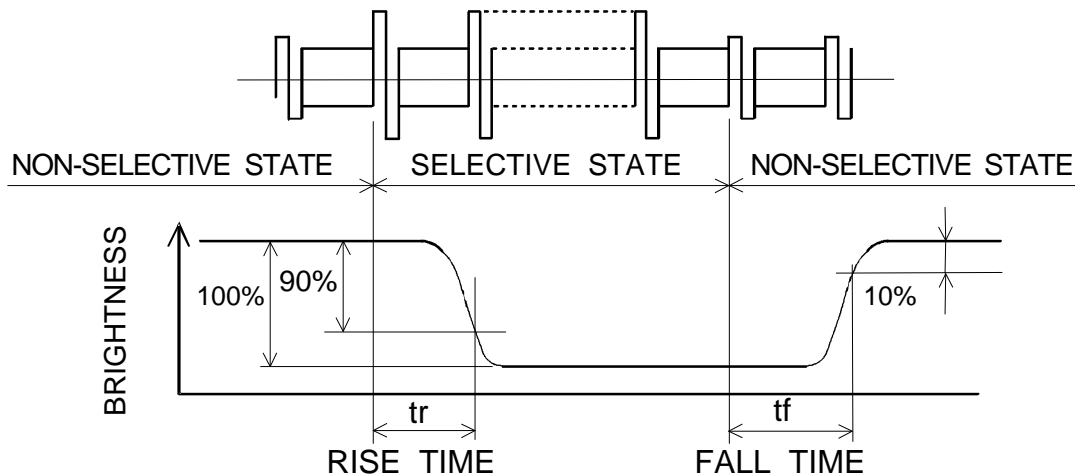 NON-SELECTIVE STATE SELECTIVE STATE NON-SELECTIVE STATE
BRIGHTNESS
100%
90%
10%
tr
tf
RISE TIME
FALL TIME